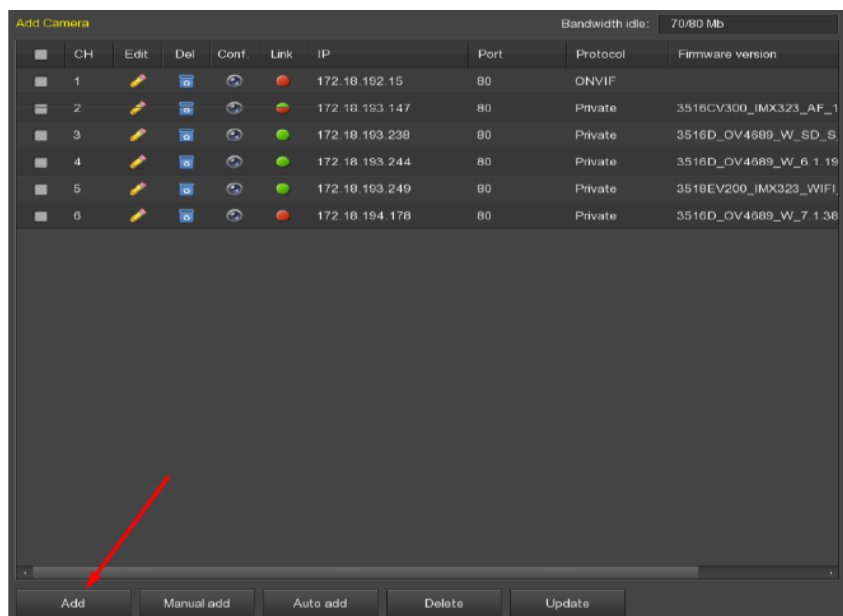 Add Camera Bandwidth idle: 70/80 Mb
CH Edit Del Conf. Link IP Port Protocol Firmware version
1 172.18.192.15 80 ONVIF
2 172.18.193.147 80 Private 3516CV300_IMX323_AF_1
3 172.18.193.238 80 Private 3516D_OV4689_W_SD_S_
4 172.18.193.244 80 Private 3516D_OV4689_W_6.1.19
5 172.18.193.249 80 Private 3518EV200_IMX323_WIFI_
6 172.18.194.178 80 Private 3516D_OV4689_W_7.1.38
Add Manual add Auto add Delete Update